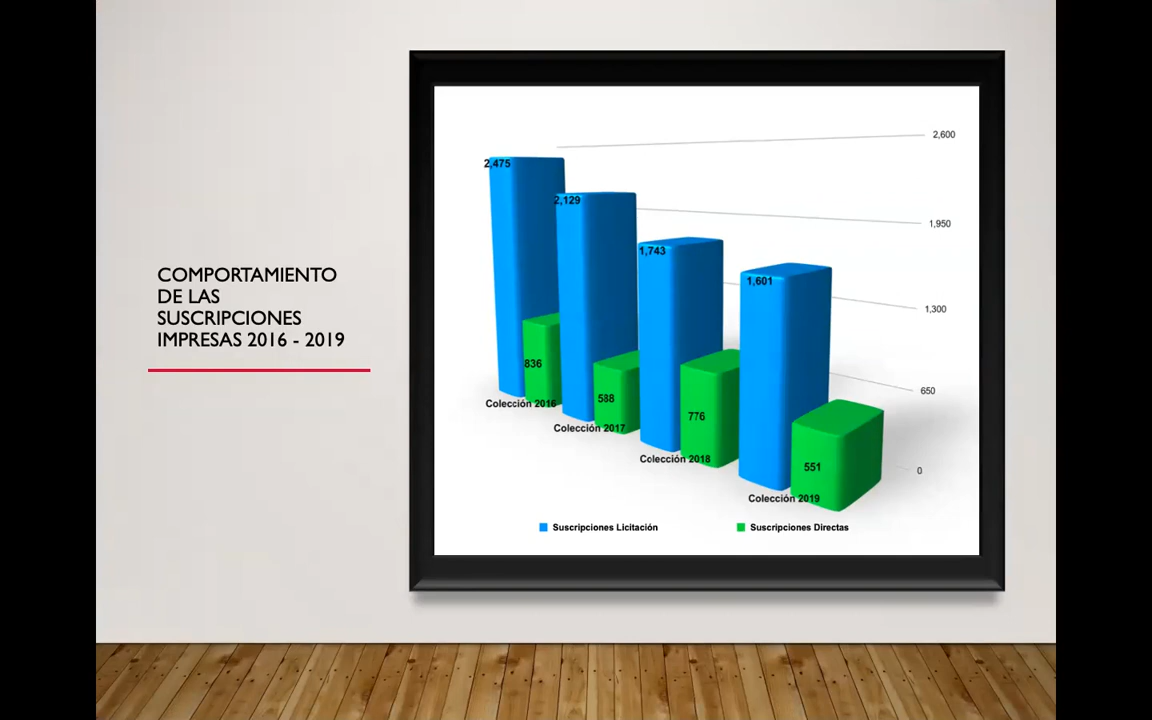 COMPORTAMIENTO
DE LAS
SUSCRIPCIONES
IMPRESAS 2016 - 2019
2,600
1,950
1,300
650
0
2,475
2,129
1,743
1,601
836
588
776
551
Colección 2016
Colección 2017
Colección 2018
Colección 2019
Suscripciones Licitación
Suscripciones Directas